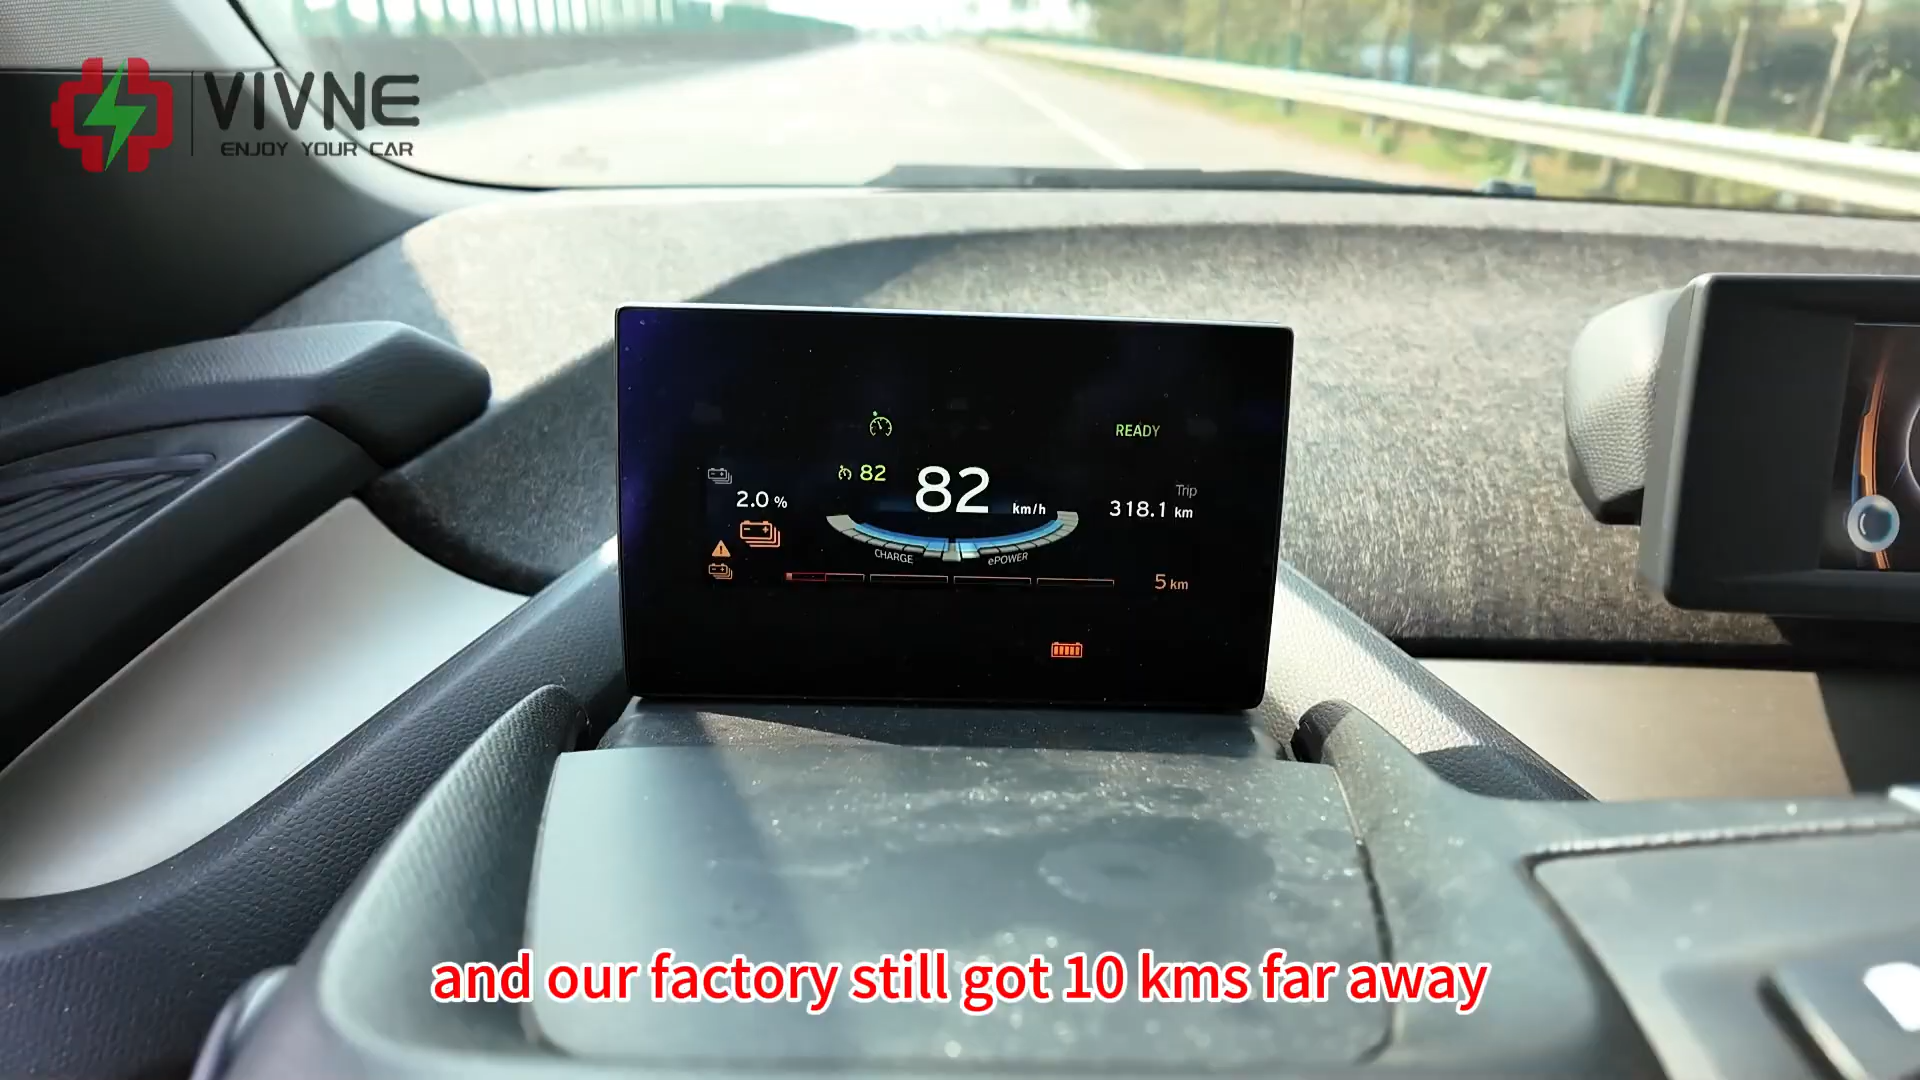 VIVNE
ENJOY YOUR CAR
READY
82
82 km/h
2.0 %
Trip
318.1 km
CHARGE
ePOWER
5 km
and our factory still got 10 kms far away